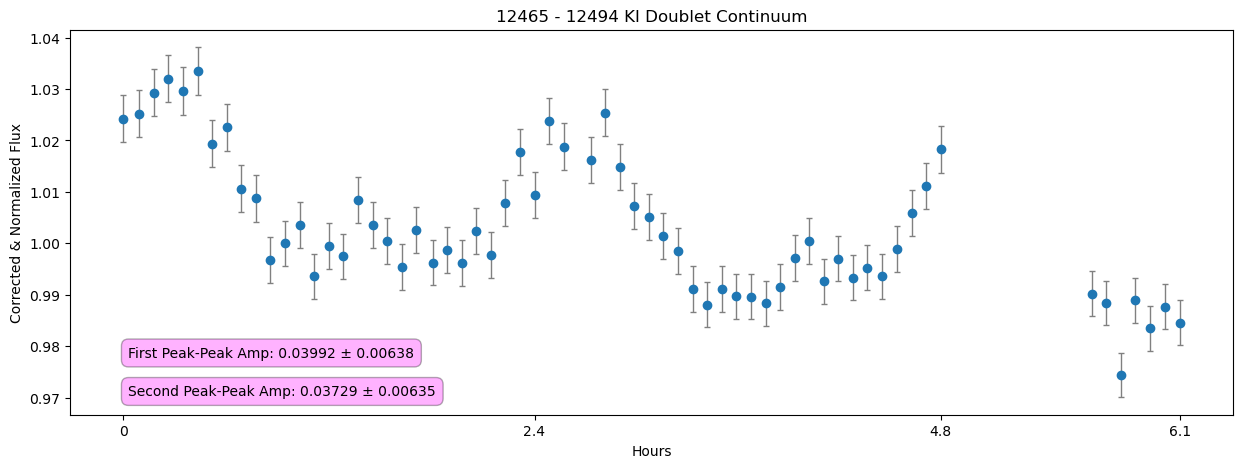 12465 - 12494 KI Doublet Continuum
1.04
1.03
1.02
1.01
1.00
0.99
0.98
0.97
Corrected & Normalized Flux
First Peak-Peak Amp: 0.03992 ± 0.00638
Second Peak-Peak Amp: 0.03729 ± 0.00635
0 2.4 4.8 6.1
Hours